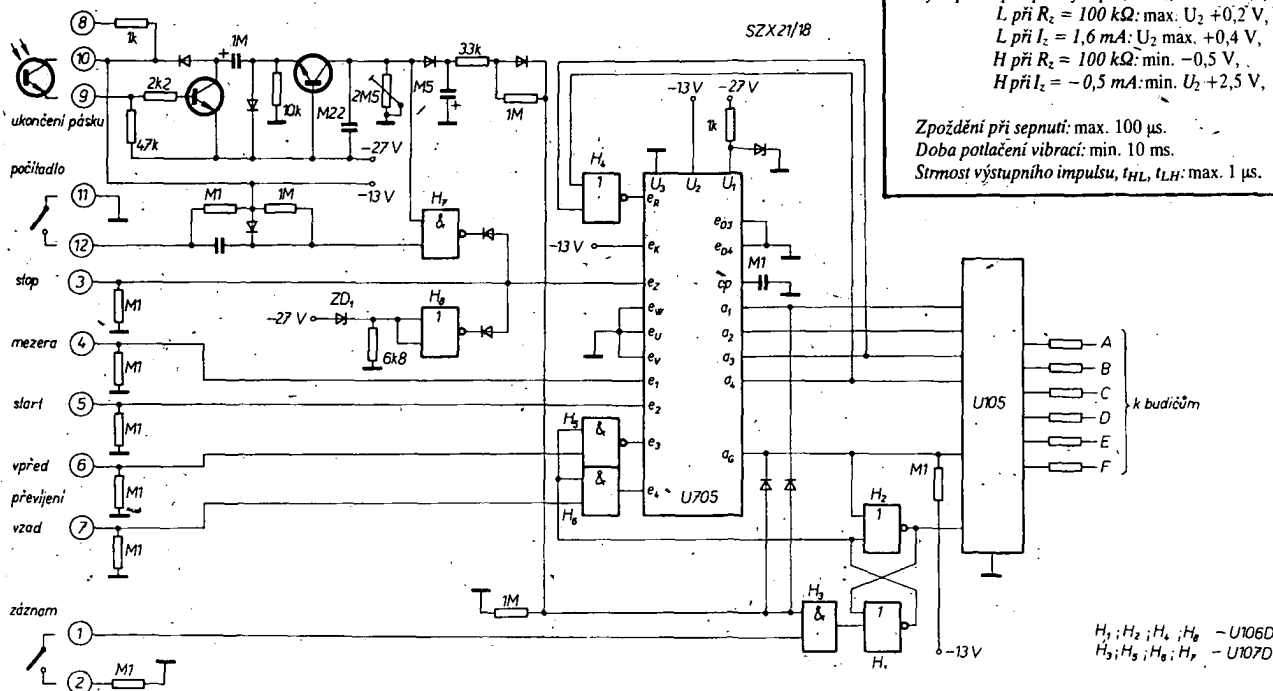 L při Rz = 100 kΩ: max. U2 +0,2 V,
L při Iz = 1,6 mA: U2 max. +0,4 V,
H při Rz = 100 kΩ: min. -0,5 V,
H při Iz = -0,5 mA: min. U2 +2,5 V,
Zpoždění při sepnutí: max. 100 µs.
Doba potlačení vibrací: min. 10 ms.
Strmost výstupního impulsu, tHL, tLH: max. 1 µs.
SZX 21/18
8
1k
10
1M
33k
2k2
9
10k
M22
2M5
M5
1M
ukončení pásku
47k
-27 V
-13 V
počítadlo
11
M1
1M
12
H7
&
stop
3
M1
ZD1
-27 V
H8
1
6k8
mezera
4
M1
start
5
M1
vpřed
6
M1
převíjení
vzad
7
M1
H5
&
&
H6
H4
1
-13 V
-27 V
1k
U3
U2
U1
eR
eK
-13 V
eZ
eW
eU
eV
e1
e2
e3
e4
eD3
eD4
cp
M1
a1
a2
a3
a4
aG
U705
U105
A
B
C
D
E
F
k budičům
M1
H2
1
H3
&
1
H1
-13 V
1M
záznam
1
2
M1
H1; H2; H4; H8 - U106D
H3; H5; H6; H7 - U107D